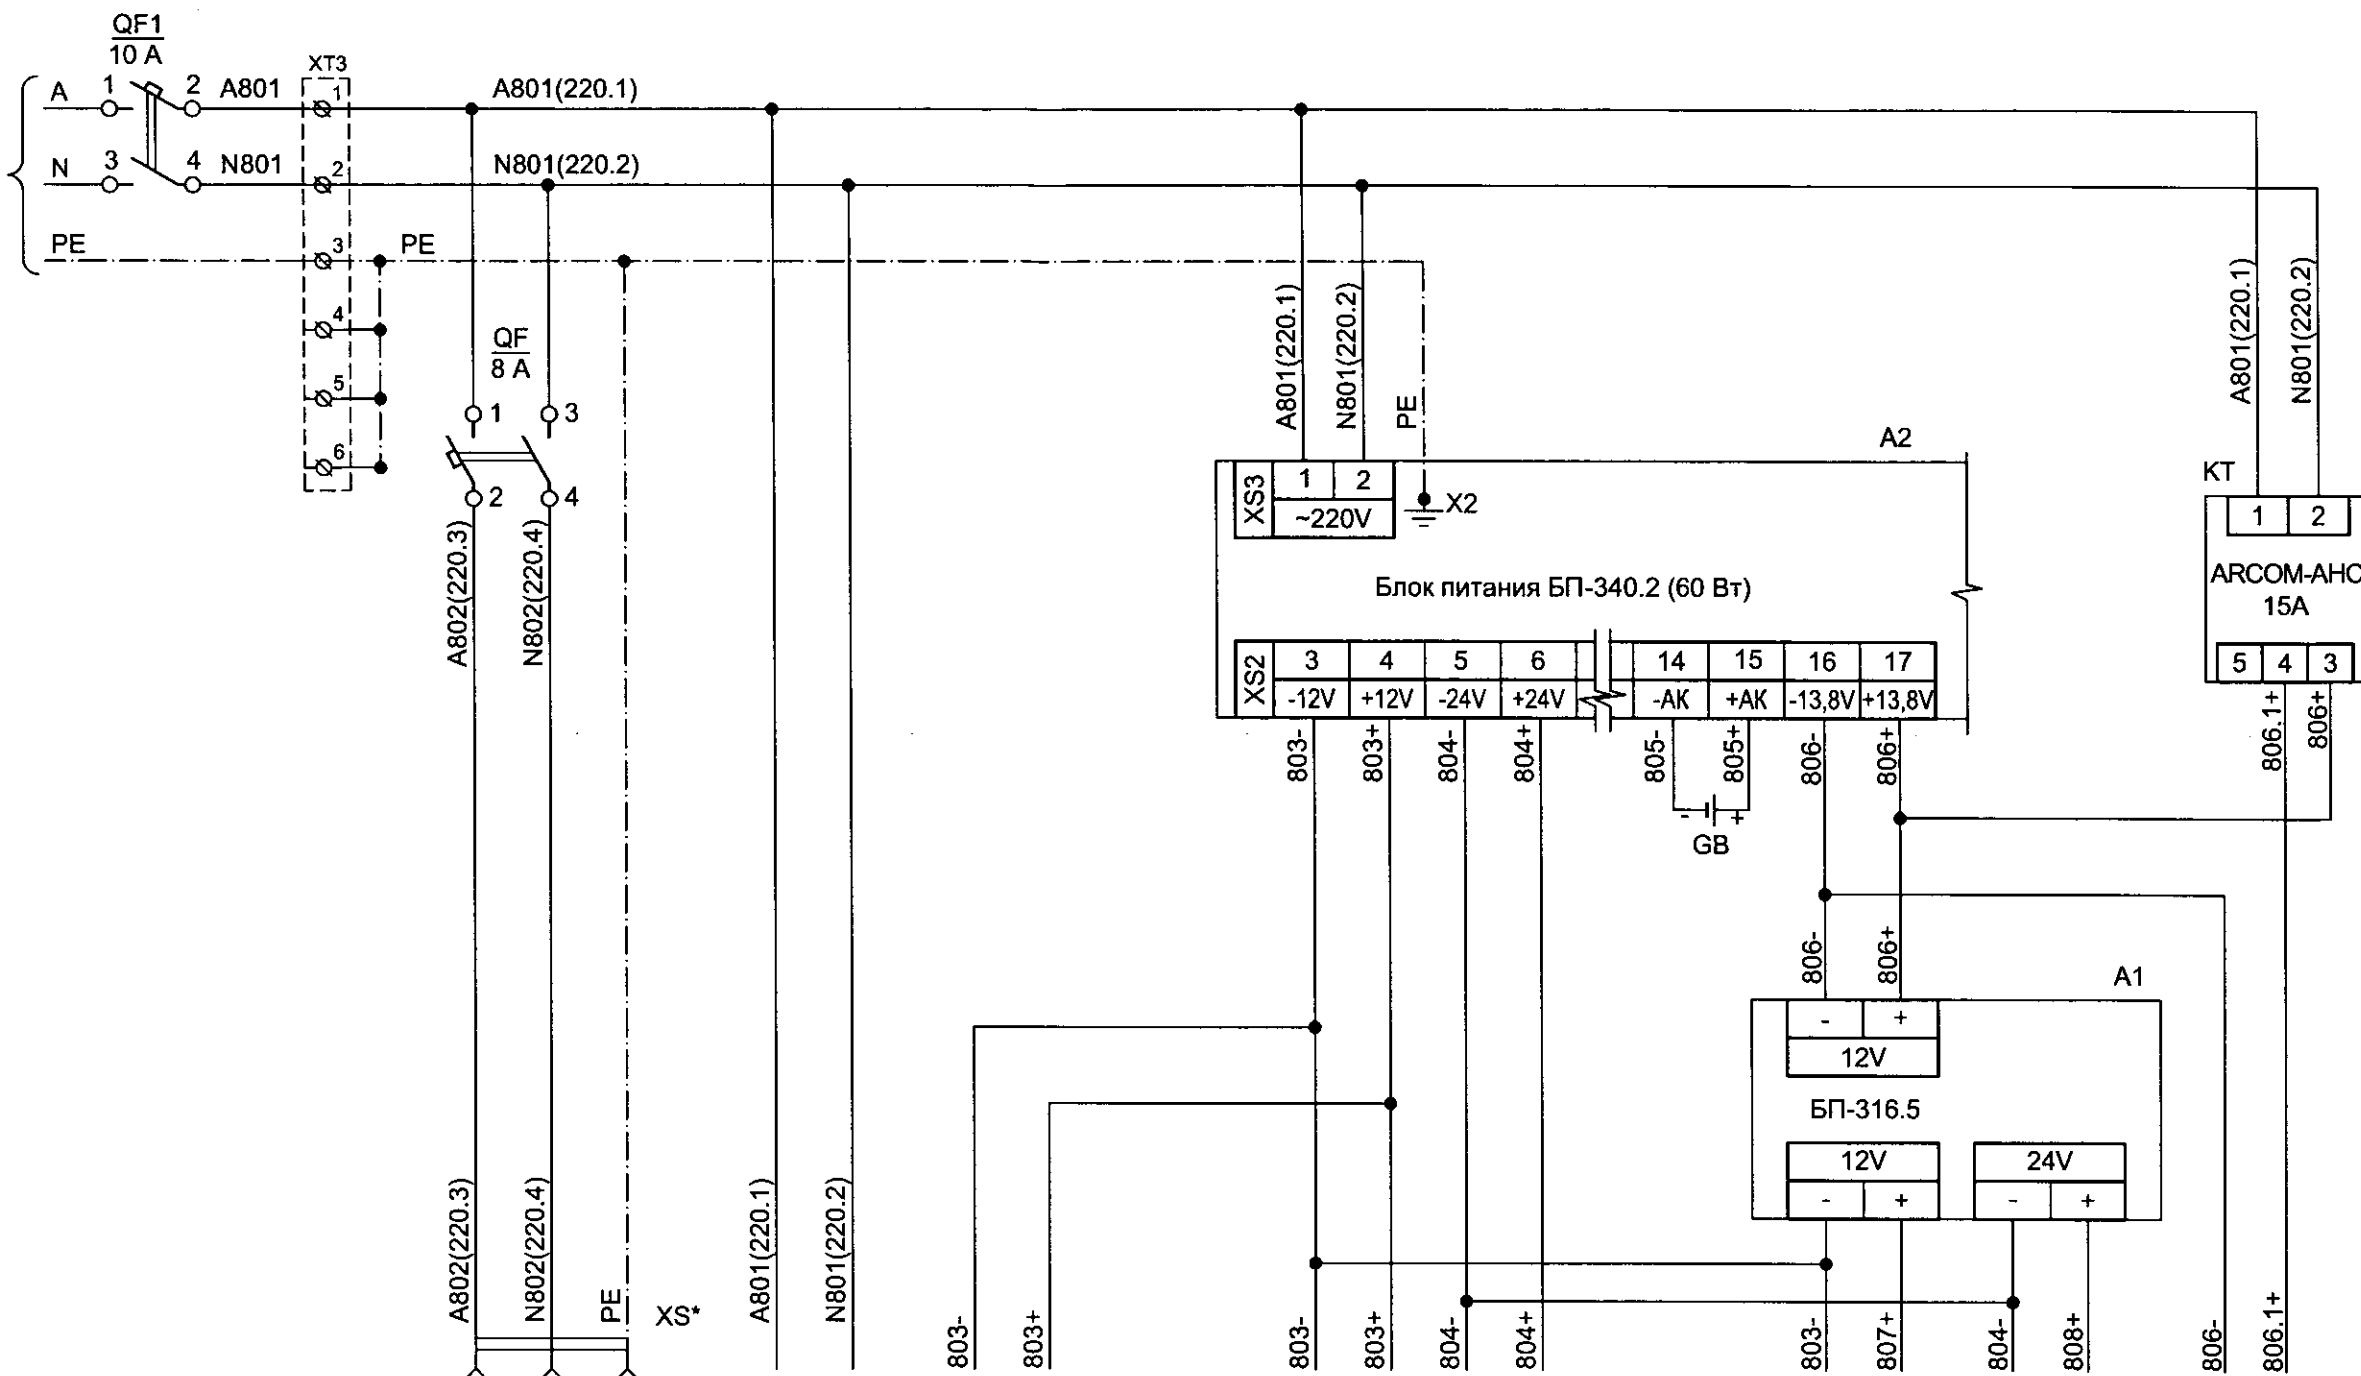 QF1
10 A
XT3
A 1 2 A801 1 A801(220.1)
N 3 4 N801 2 N801(220.2)
PE 3 PE
4
5
6
QF
8 A
1 3
2 4
A802(220.3)
N802(220.4)
A801(220.1)
N801(220.2)
PE
A801(220.1)
N801(220.2)
A2
KT
XS3
1 2
~220V
X2
1 2
ARCOM-AHC
15A
5 4 3
806.1+
806+
Блок питания БП-340.2 (60 Вт)
XS2
3 4 5 6 14 15 16 17
-12V +12V -24V +24V -АК +АК -13,8V +13,8V
803-
803+
804-
804+
805-
805+
806-
806+
- +
GB
806-
806+
A1
- +
12V
БП-316.5
12V 24V
- + - +
A802(220.3)
N802(220.4)
PE
XS*
A801(220.1)
N801(220.2)
803-
803+
803-
803+
804-
804+
803-
807+
804-
808+
806-
806.1+